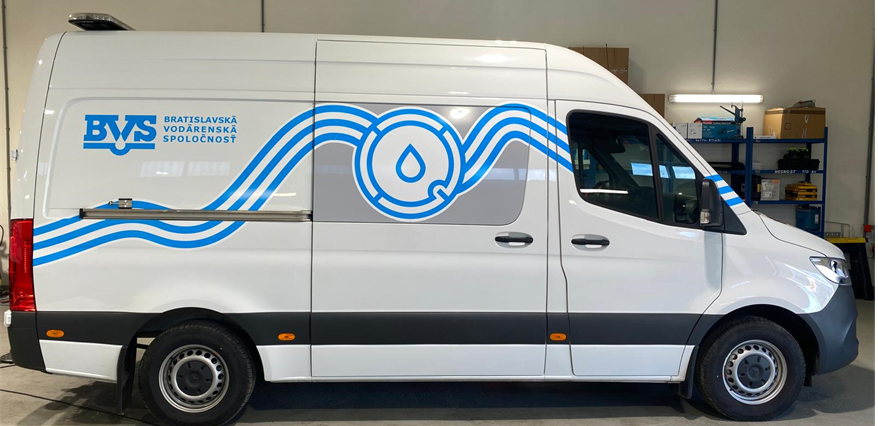 BVS
BRATISLAVSKÁ
VODÁRENSKÁ
SPOLOČNOSŤ